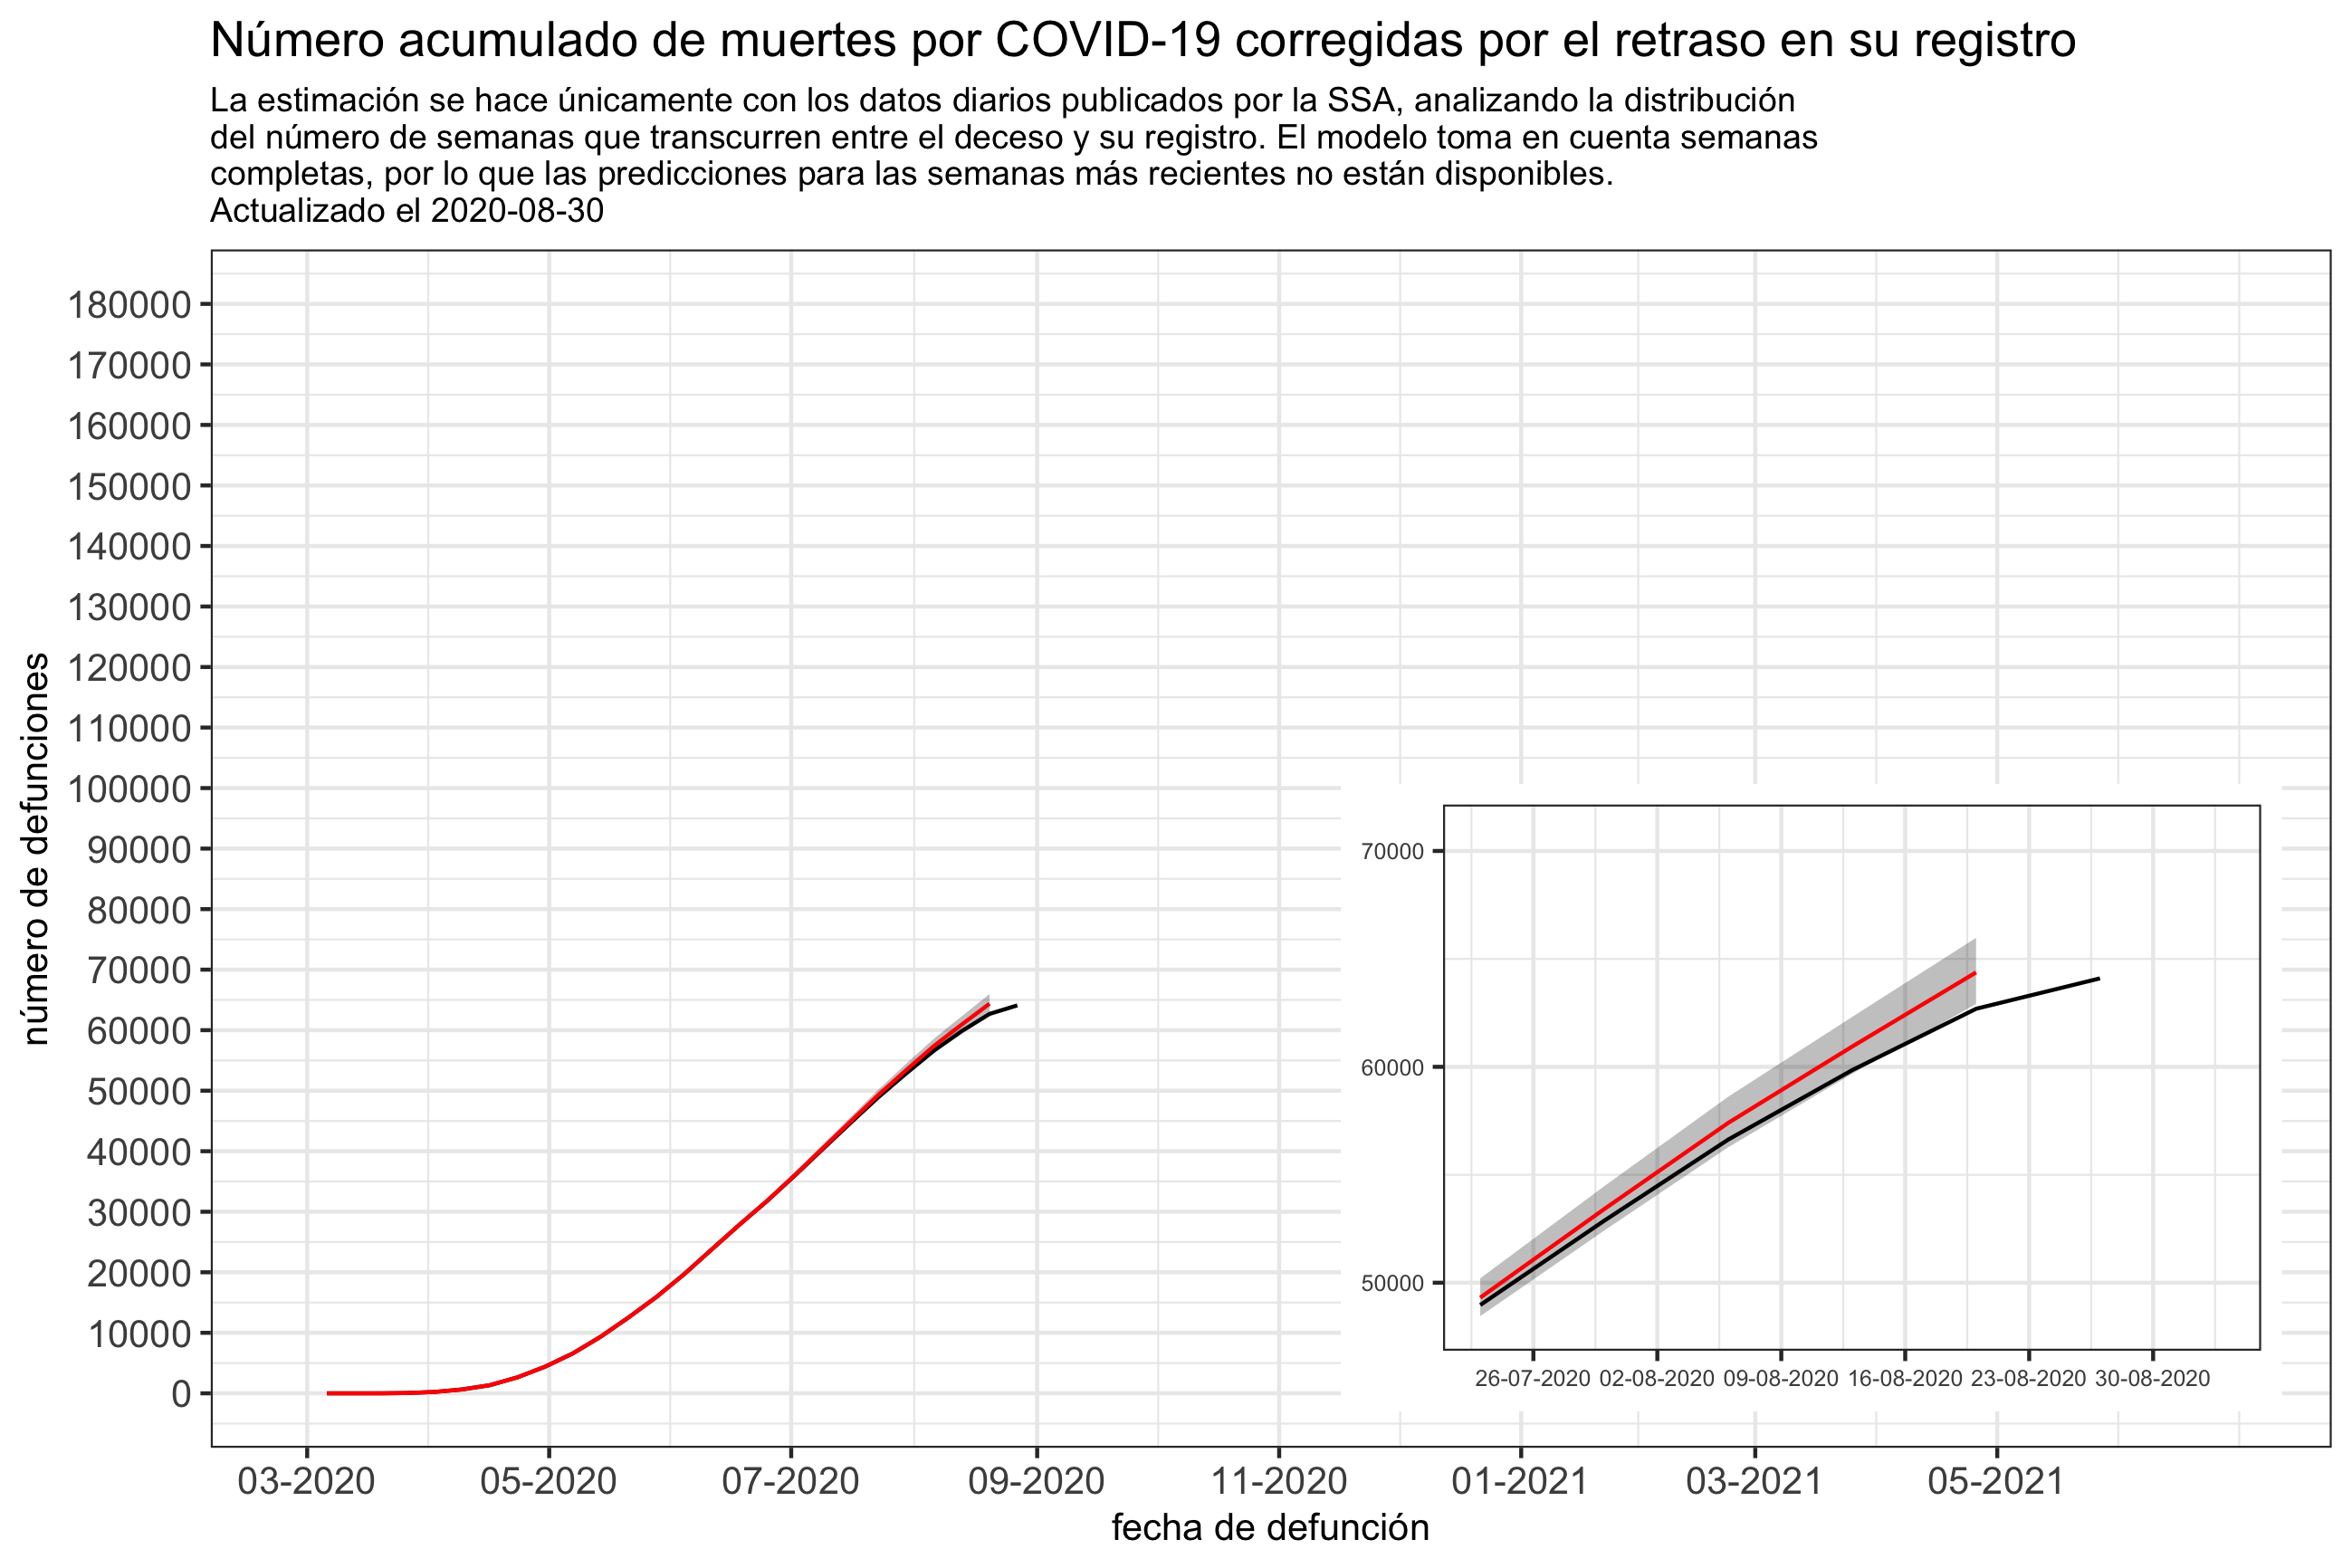 Número acumulado de muertes por COVID-19 corregidas por el retraso en su registro
La estimación se hace únicamente con los datos diarios publicados por la SSA, analizando la distribución
del número de semanas que transcurren entre el deceso y su registro. El modelo toma en cuenta semanas
completas, por lo que las predicciones para las semanas más recientes no están disponibles.
Actualizado el 2020-08-30
número de defunciones
180000
170000
160000
150000
140000
130000
120000
110000
100000
90000
80000
70000
60000
50000
40000
30000
20000
10000
0
70000
60000
50000
26-07-2020 02-08-2020 09-08-2020 16-08-2020 23-08-2020 30-08-2020
03-2020 05-2020 07-2020 09-2020 11-2020 01-2021 03-2021 05-2021
fecha de defunción